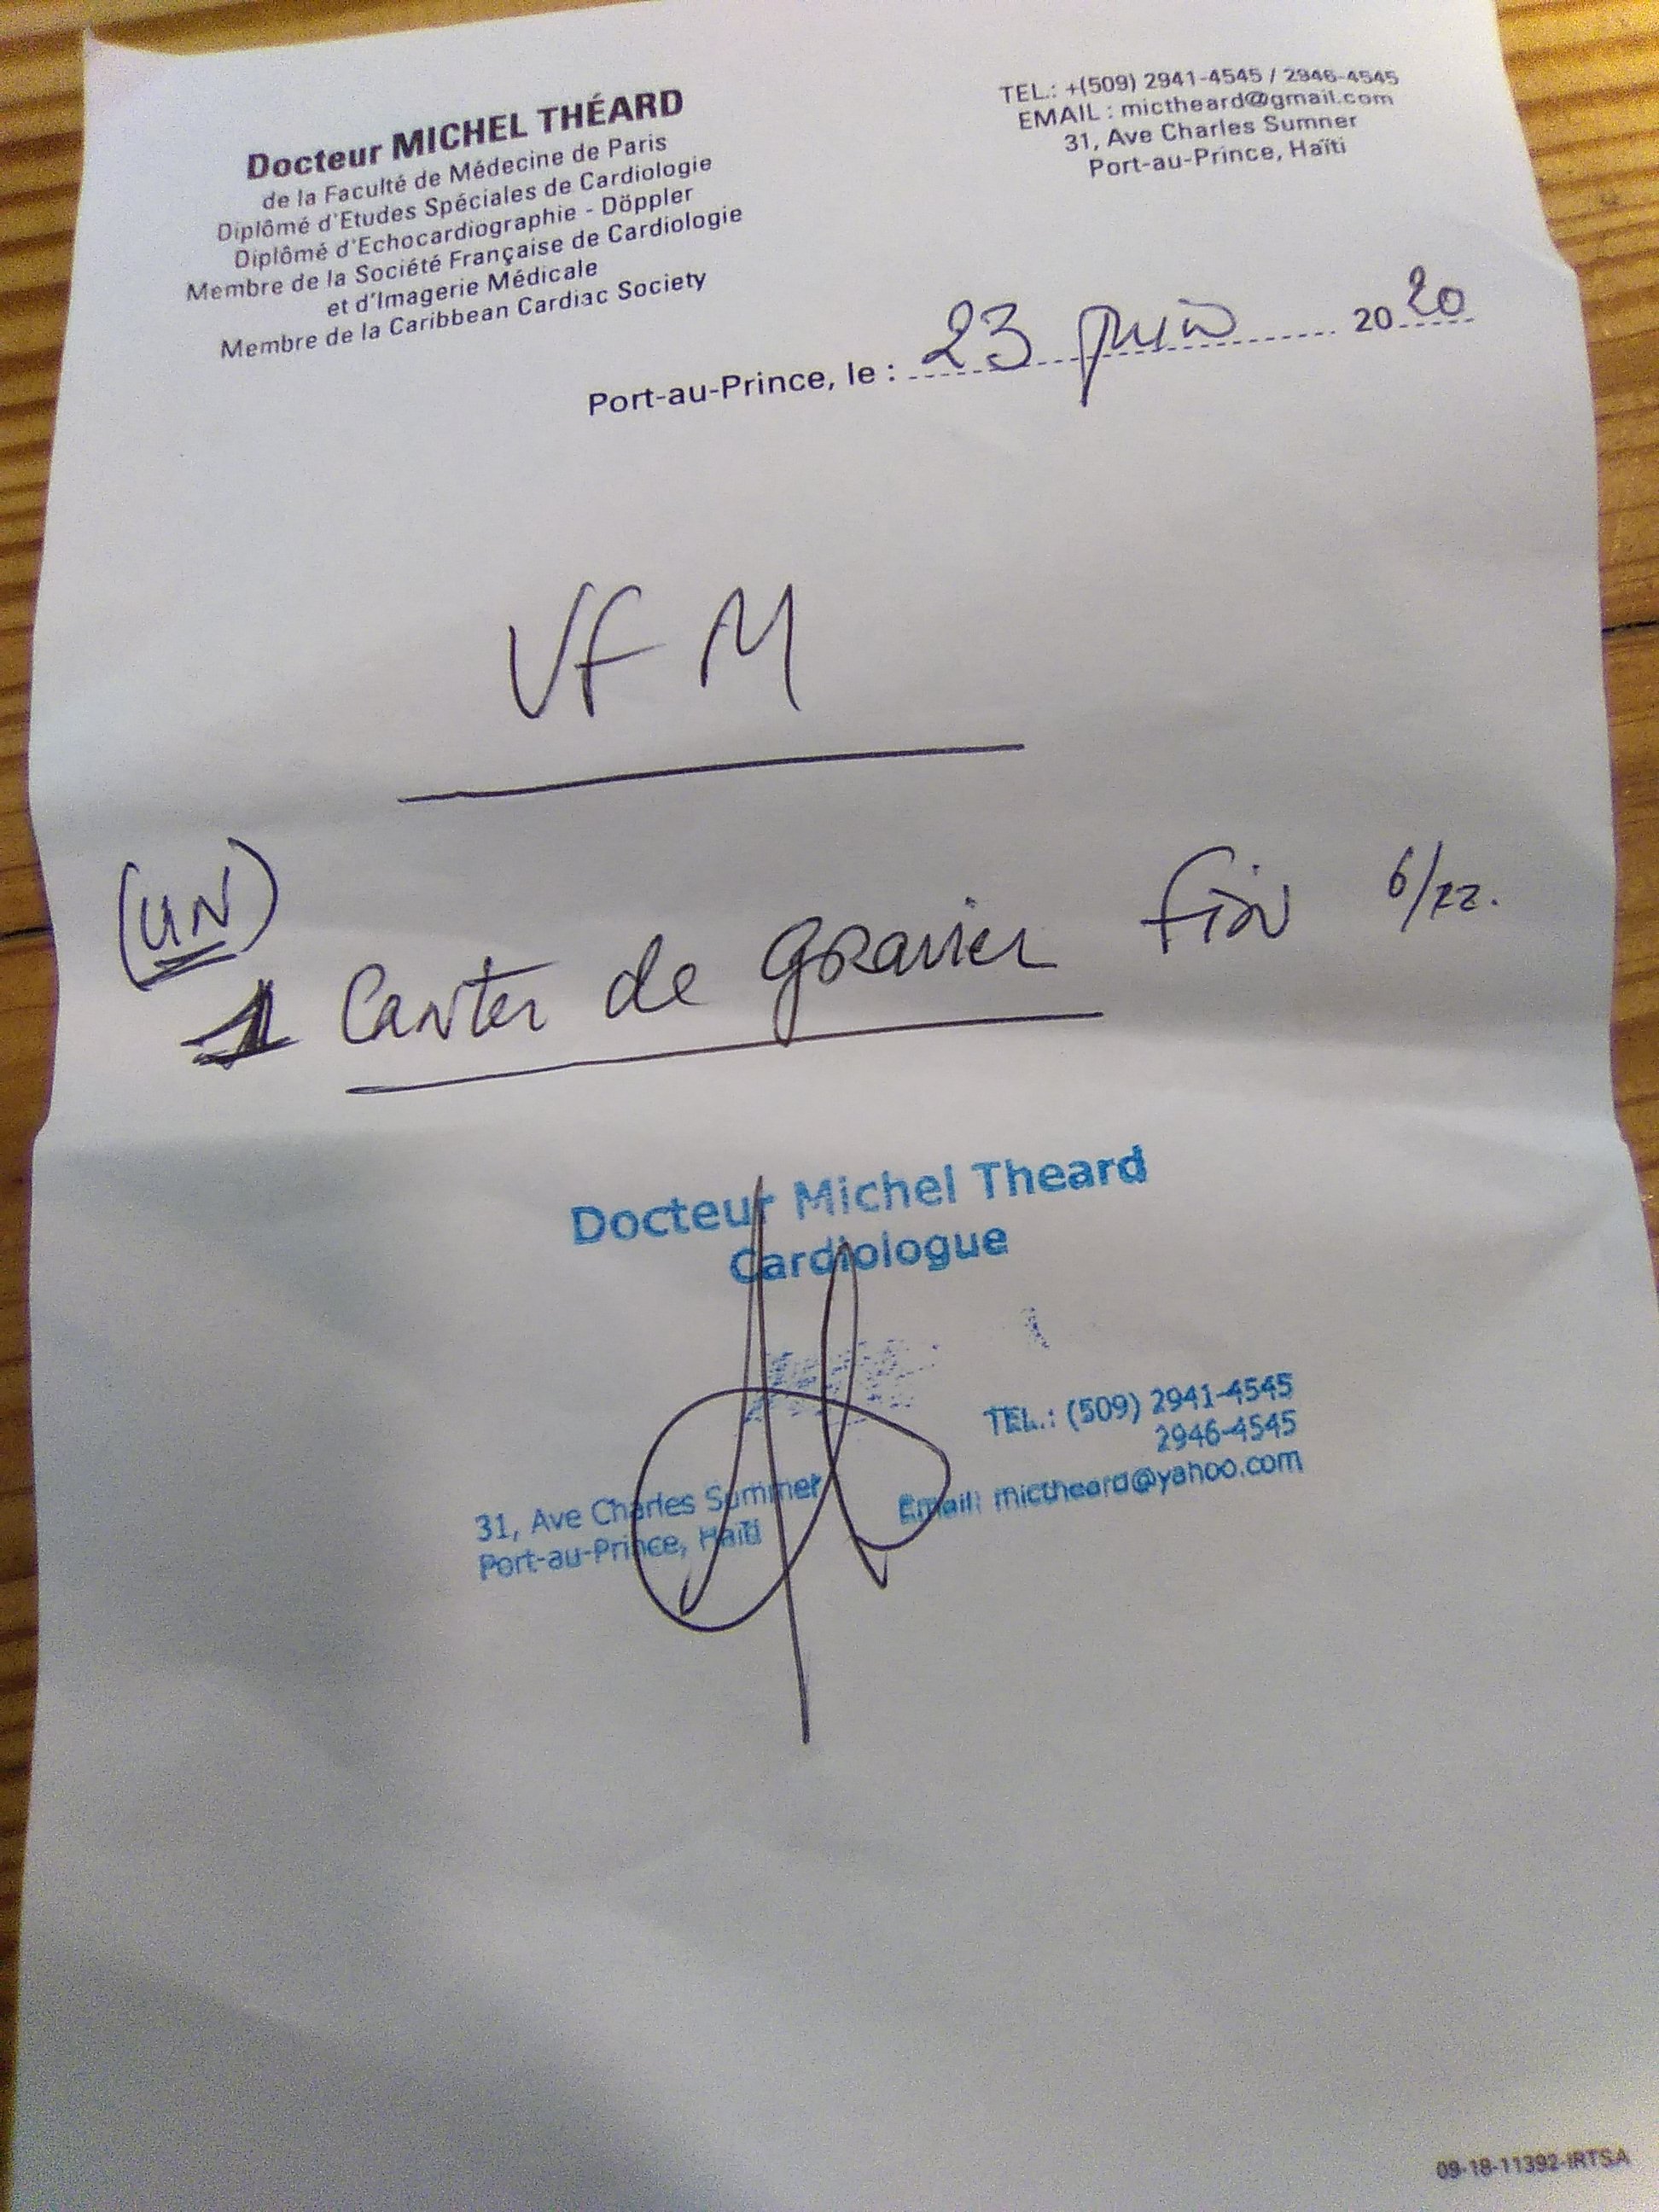 Docteur MICHEL THÉARD
de la Faculté de Médecine de Paris
Diplômé d'Etudes Spéciales de Cardiologie
Diplômé d'Echocardiographie - Döppler
Membre de la Société Française de Cardiologie
et d'Imagerie Médicale
Membre de la Caribbean Cardiac Society
TEL.: +(509) 2941-4545 / 2946-4545
EMAIL : mictheard@gmail.com
31, Ave Charles Sumner
Port-au-Prince, Haïti
Port-au-Prince, le : 23 juin 2020
VF M
(UN)
1 Canter de gravier fin 6/12.
Docteur Michel Theard
Cardiologue
TEL.: (509) 2941-4545
2946-4545
Email: mictheard@yahoo.com
31, Ave Charles Summer
Port-au-Prince, Haïti
09-18-11392-IRTSA